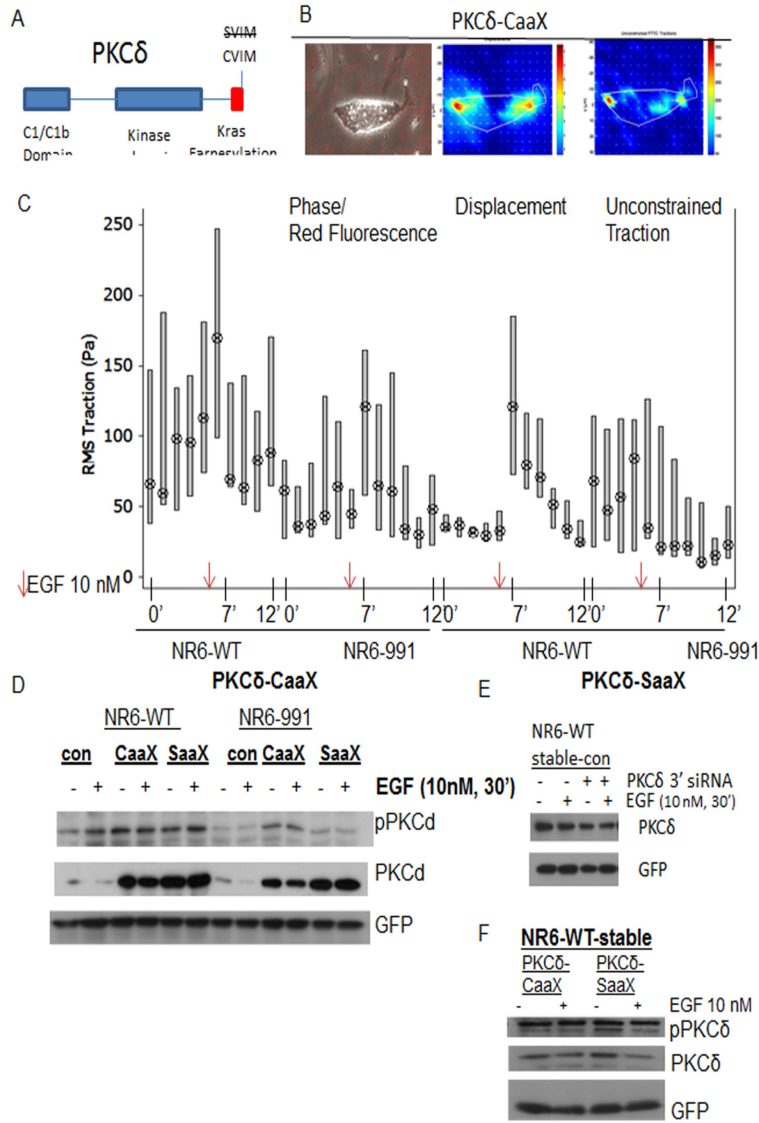 A
PKCδ
SVIM
CVIM
C1/C1b
Domain
Kinase
Kras
Farnesylation
B
PKCδ-CaaX
Unconstrained FTTC Tractions
C
Phase/
Red Fluorescence
Displacement
Unconstrained
Traction
RMS Traction (Pa)
250
200
150
100
50
0
EGF 10 nM
0' 7' 12' 0' 7' 12 0' 7' 12 0' 7' 12'
NR6-WT NR6-991 NR6-WT NR6-991
PKCδ-CaaX PKCδ-SaaX
D
NR6-WT NR6-991
con CaaX SaaX con CaaX SaaX
- + - + - + - + - + - + EGF (10nM, 30')
pPKCd
PKCd
GFP
E
NR6-WT
stable-con
- - + + PKCδ 3' siRNA
- + - + EGF (10 nM, 30')
PKCδ
GFP
F
NR6-WT-stable
PKCδ-
CaaX
PKCδ-
SaaX
- + - + EGF 10 nM
pPKCδ
PKCδ
GFP